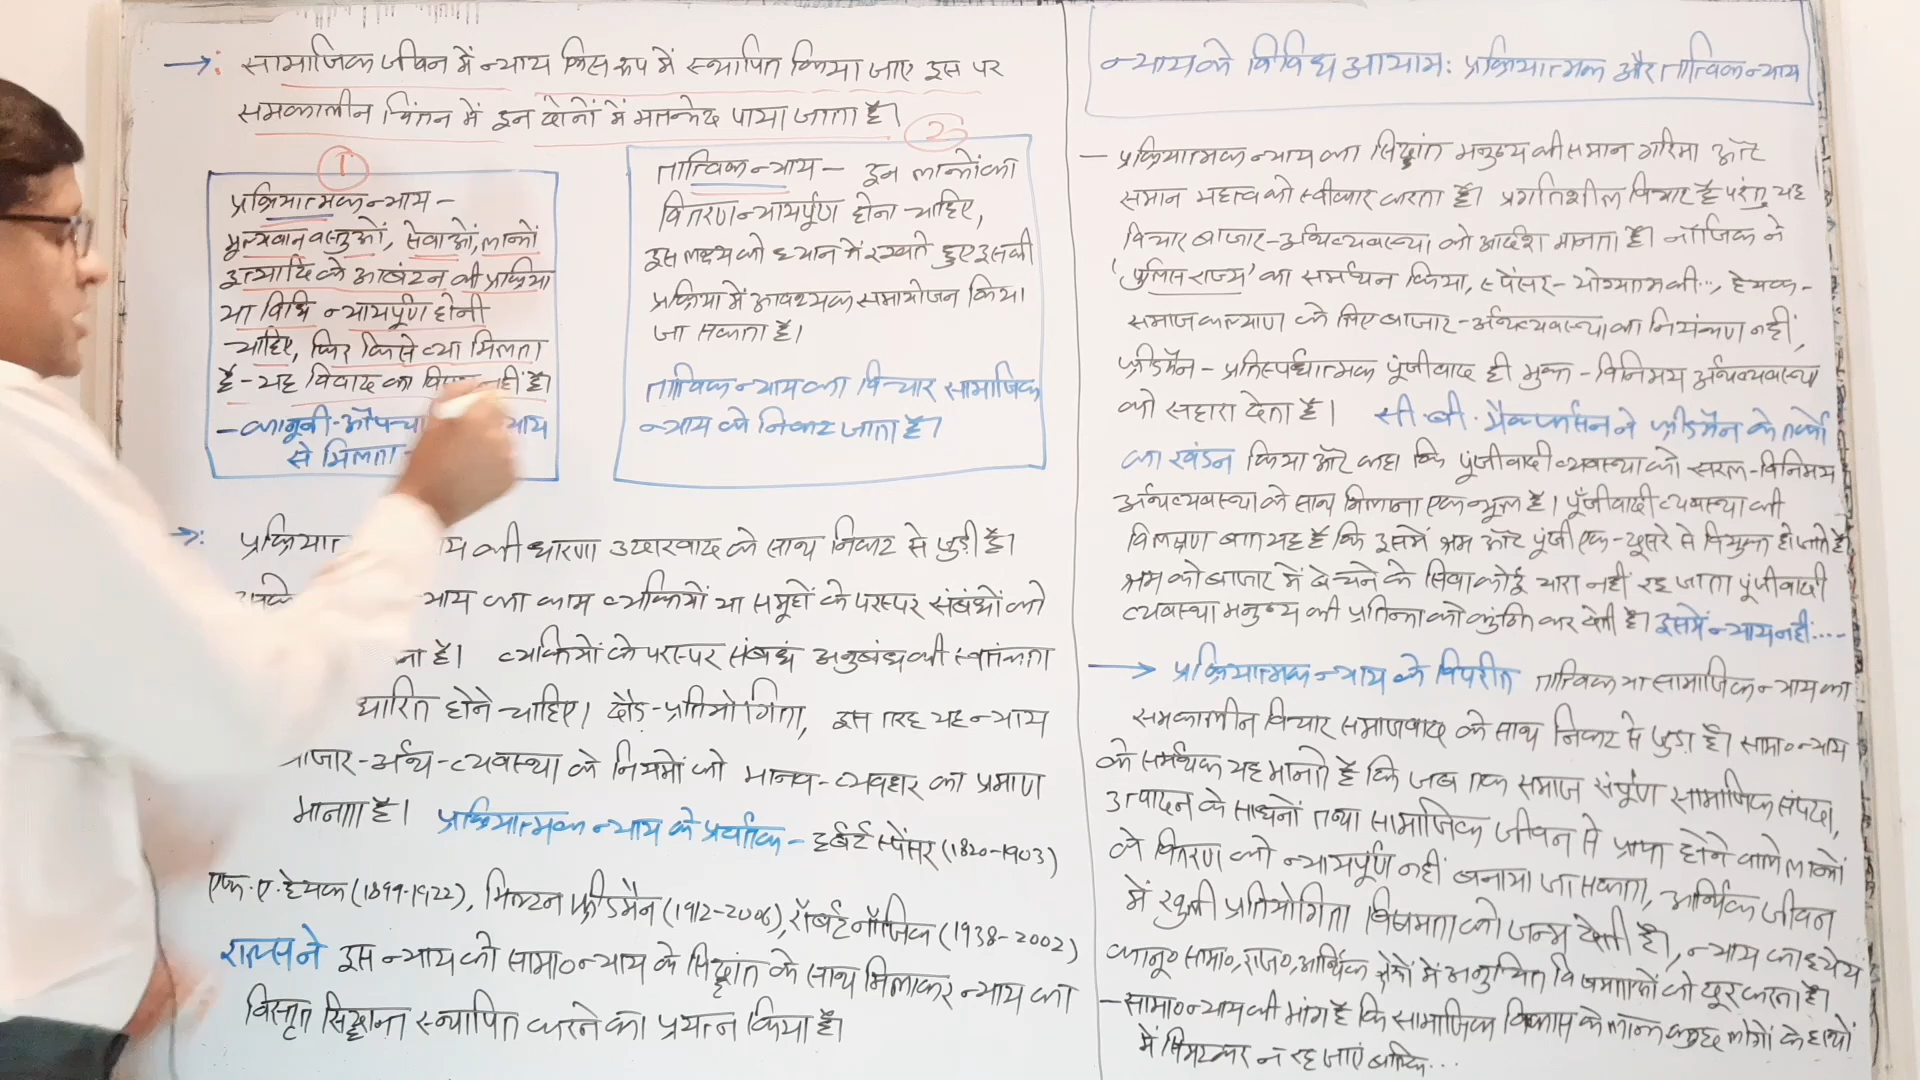 →: सामाजिक जीवन में न्याय किस रूप में स्थापित किया जाए इस पर
समकालीन चिंतन में इन दोनों में मतभेद पाया जाता है।
1
प्रक्रियात्मक न्याय –
मूल्यवान वस्तुओं, सेवाओं, लाभों
इत्यादि के आबंटन की प्रक्रिया
या विधि न्यायपूर्ण होनी
चाहिए, फिर किसे क्या मिलता
है – यह विवाद का नहीं है।
– कानूनी-औपचा न्याय
से मिलता-
2
तात्विक न्याय – इन लाभों का
वितरण न्यायपूर्ण होना चाहिए,
इस लक्ष्य को ध्यान में रखते हुए इसकी
प्रक्रिया में आवश्यक समायोजन किया
जा सकता है।
तात्विक न्याय का विचार सामाजिक
न्याय के निकट जाता है।
→: प्रक्रियात य की धारणा उदारवाद के साथ निकट से जुड़ी है।
न्याय का काम व्यक्तियों या समूहों के परस्पर संबंधों को
ना है। व्यक्तियों के परस्पर संबंध अनुबंध की स्वतंत्रता
धारित होने चाहिए। दौड़-प्रतियोगिता, इस तरह यह न्याय
बाजार-अर्थ-व्यवस्था के नियमों को मानव-व्यवहार का प्रमाण
मानता है। प्रक्रियात्मक न्याय के प्रवर्तक – हर्बर्ट स्पेंसर (1820-1903)
एफ. ए. हेयक (1899-1922), मिल्टन फ्रीडमैन (1912-2006), रॉबर्ट नॉजिक (1938-2002)
राल्स ने इस न्याय को सामा० न्याय के सिद्धांत के साथ मिलाकर न्याय का
विस्तृत सिद्धान्त स्थापित करने का प्रयत्न किया है।
न्याय के विविध आयाम: प्रक्रियात्मक और तात्विक न्याय
– प्रक्रियात्मक न्याय का सिद्धांत मनुष्य की समान गरिमा और
समान महत्व को स्वीकार करता है। प्रगतिशील विचार है परंतु यह
विचार बाजार-अर्थव्यवस्था को आदर्श मानता है। नॉजिक ने
'पुलिस राज्य' का समर्थन किया, स्पेंसर – योग्यतम की..., हेयक-
समाज कल्याण के लिए बाजार-अर्थव्यवस्था का नियंत्रण नहीं,
फ्रीडमैन – प्रतिस्पर्धात्मक पूंजीवाद ही मुक्त-विनिमय अर्थव्यवस्था
को सहारा देता है। सी. बी. मैक्फर्सन ने फ्रीडमैन के तर्कों
का खंडन किया और कहा कि पूंजीवादी व्यवस्था को सरल-विनिमय
अर्थव्यवस्था के साथ मिलाना एक भूल है। पूँजीवादी व्यवस्था की
विलक्षण बात यह है कि इसमें श्रम और पूंजी एक-दूसरे से वियुक्त हो जाते है
श्रम को बाजार में बेचने के सिवा कोई चारा नहीं रह जाता पूंजीवादी
व्यवस्था मनुष्य की प्रतिभा को कुंठित कर देती है। इसमें न्याय नहीं....
→ प्रक्रियात्मक न्याय के विपरीत तात्विक या सामाजिक न्याय का
समकालीन विचार समाजवाद के साथ निकट से जुड़ा है। सामा० न्याय
के समर्थक यह मानते है कि जब तक समाज संपूर्ण सामाजिक संपदा,
उत्पादन के साधनों तथा सामाजिक जीवन से प्राप्त होने वाले लाभों
के वितरण को न्यायपूर्ण नहीं बनाया जा सकता, आर्थिक जीवन
में खुली प्रतियोगिता विषमता को जन्म देती है। न्याय का ध्येय
कानू० सामा०, राज०, आर्थिक क्षेत्रों में अनुचित विषमताओं को दूर करता है।
– सामा० न्याय की मांग है कि सामाजिक विकास के लाभ कुछ लोगों के हाथों
में सिमटकर न रह जाएं बल्कि...